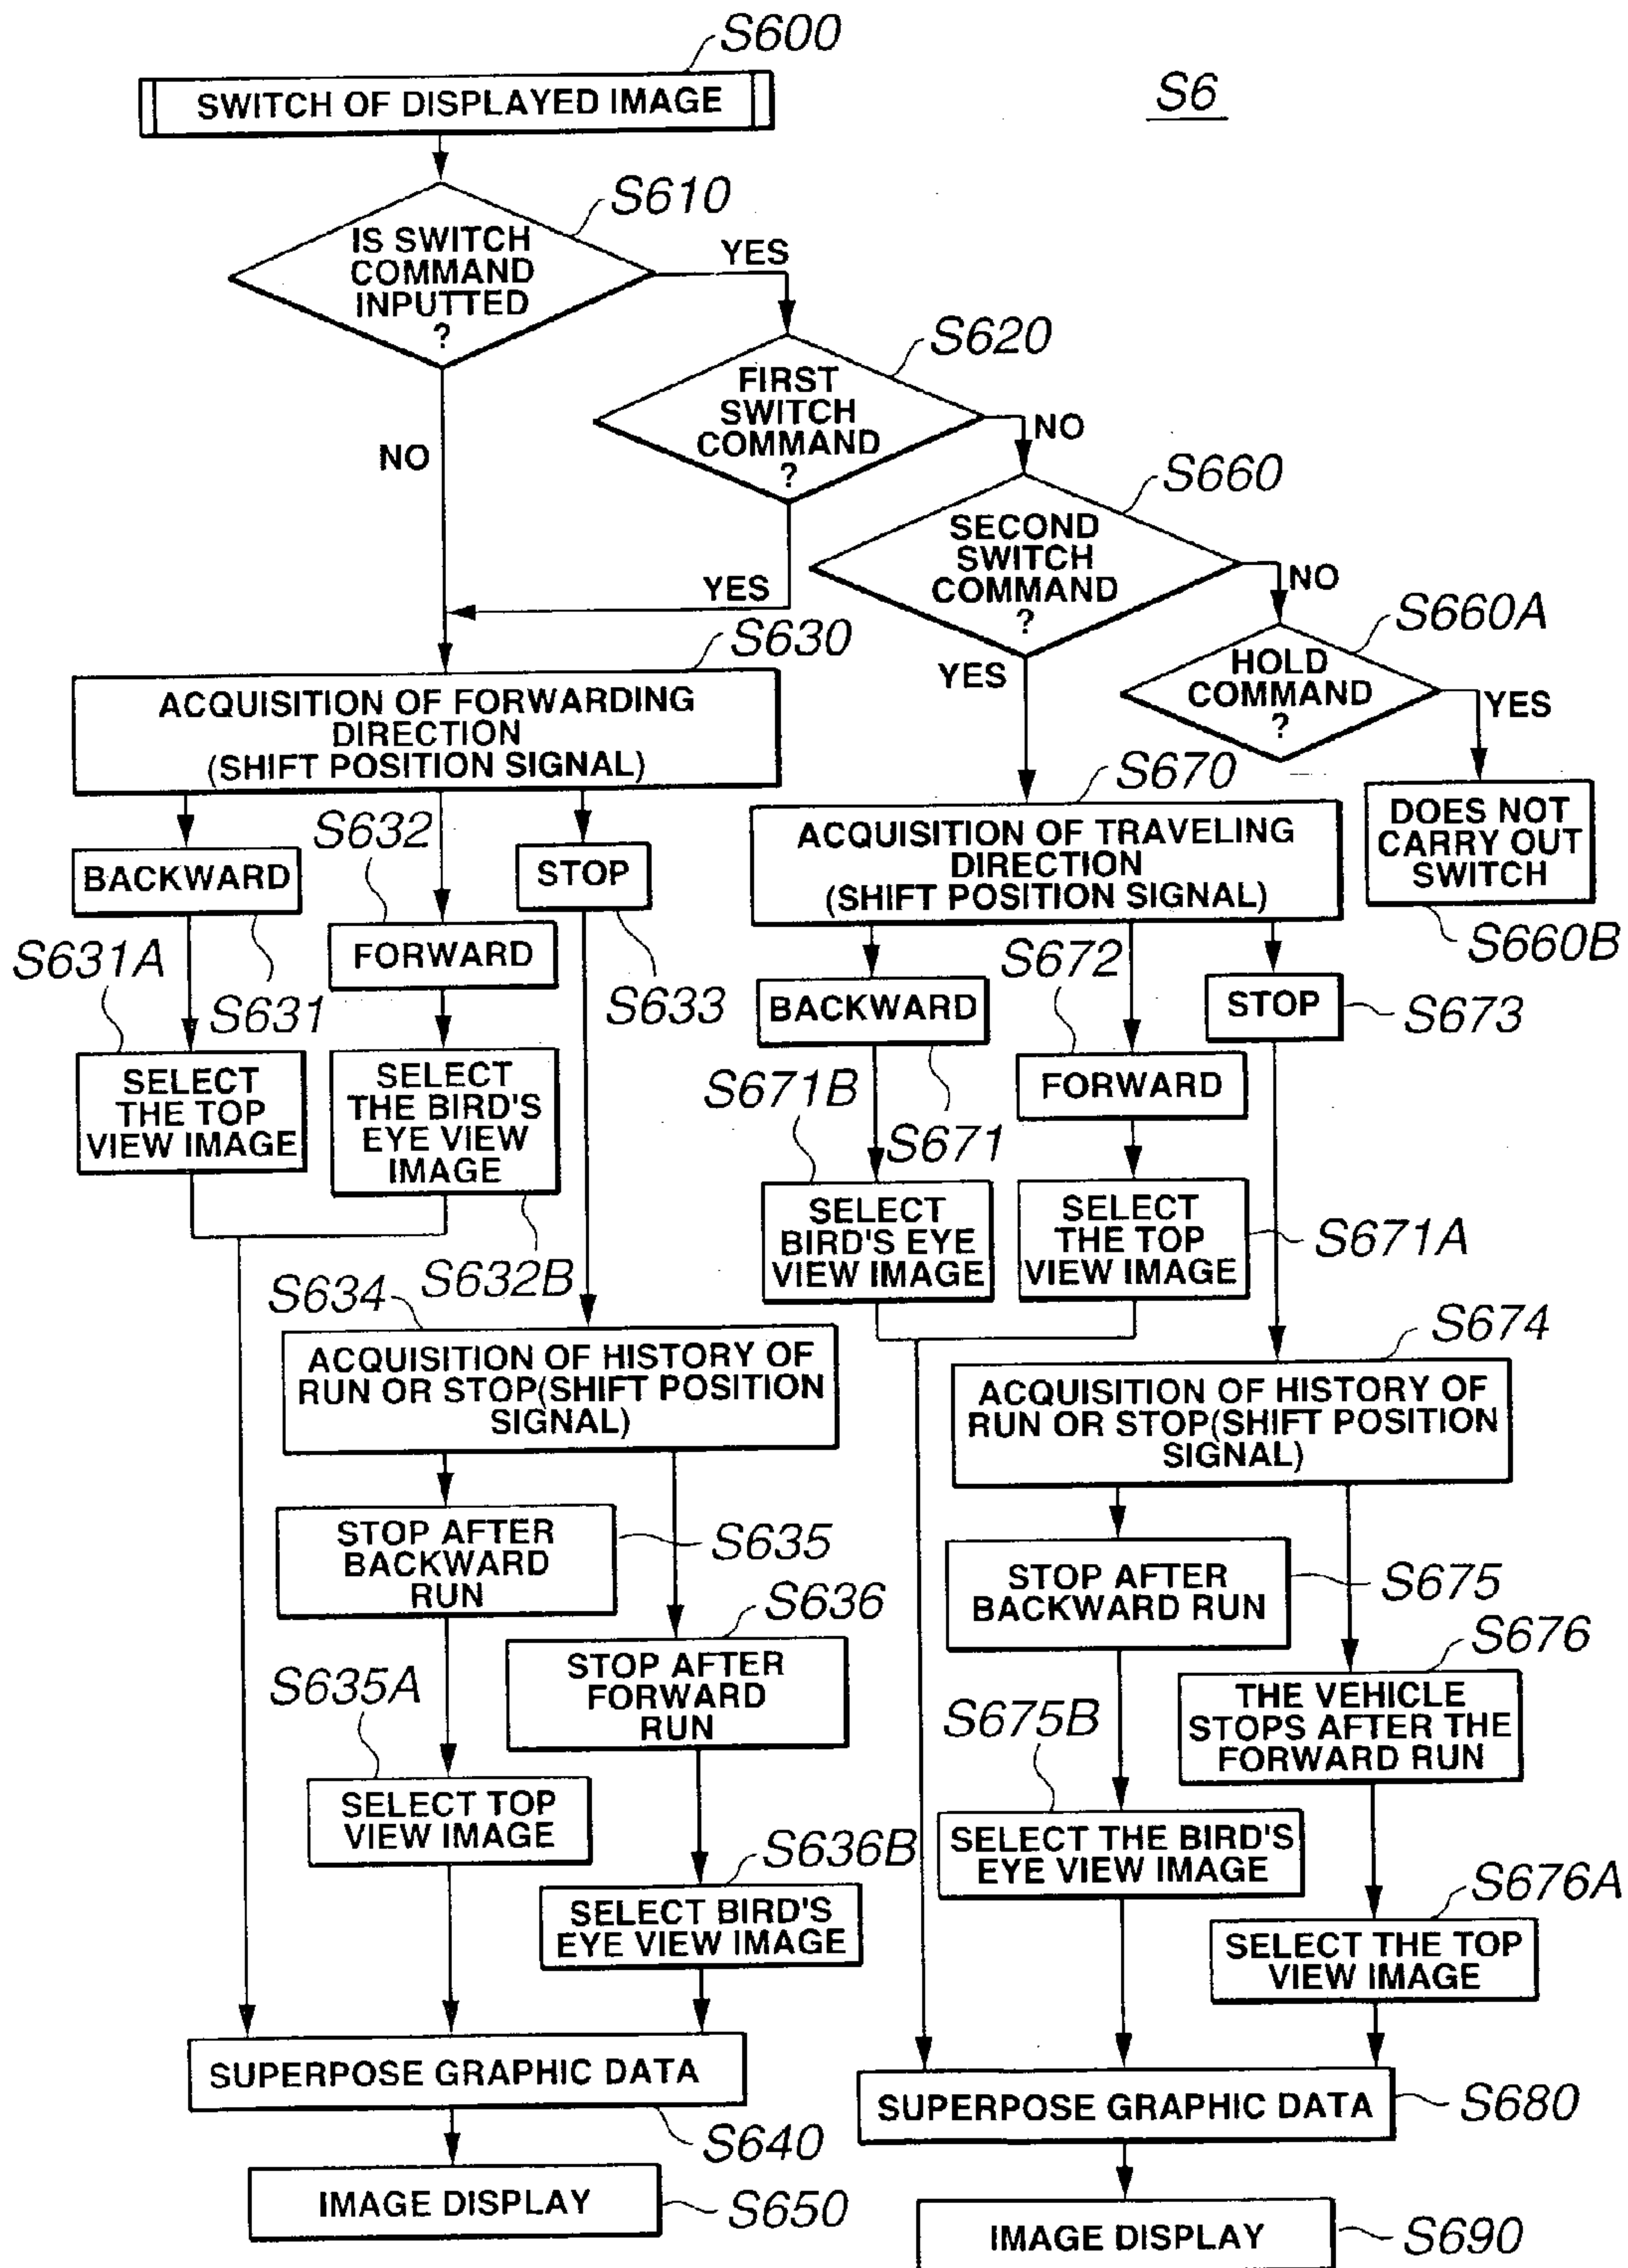 S600
SWITCH OF DISPLAYED IMAGE
S6
S610
IS SWITCH
COMMAND
INPUTTED
?
YES
S620
FIRST
SWITCH
COMMAND
?
NO
NO
S660
SECOND
SWITCH
COMMAND
?
YES
NO
S660A
HOLD
COMMAND
?
YES
YES
S630
ACQUISITION OF FORWARDING
DIRECTION
(SHIFT POSITION SIGNAL)
S670
ACQUISITION OF TRAVELING
DIRECTION
(SHIFT POSITION SIGNAL)
DOES NOT
CARRY OUT
SWITCH
S660B
S632
BACKWARD
STOP
FORWARD
S631A
S631
S633
S672
BACKWARD
STOP
S673
SELECT
THE TOP
VIEW IMAGE
SELECT
THE BIRD'S
EYE VIEW
IMAGE
S671B
FORWARD
S671
SELECT
BIRD'S EYE
VIEW IMAGE
SELECT
THE TOP
VIEW IMAGE
S671A
S632B
S634
ACQUISITION OF HISTORY OF
RUN OR STOP(SHIFT POSITION
SIGNAL)
S674
ACQUISITION OF HISTORY OF
RUN OR STOP(SHIFT POSITION
SIGNAL)
STOP AFTER
BACKWARD
RUN
S635
STOP AFTER
BACKWARD RUN
S675
S636
STOP AFTER
FORWARD
RUN
S676
THE VEHICLE
STOPS AFTER THE
FORWARD RUN
S635A
SELECT TOP
VIEW IMAGE
S675B
SELECT THE BIRD'S
EYE VIEW IMAGE
S636B
SELECT BIRD'S
EYE VIEW IMAGE
S676A
SELECT THE TOP
VIEW IMAGE
SUPERPOSE GRAPHIC DATA
S640
SUPERPOSE GRAPHIC DATA
S680
IMAGE DISPLAY
S650
IMAGE DISPLAY
S690